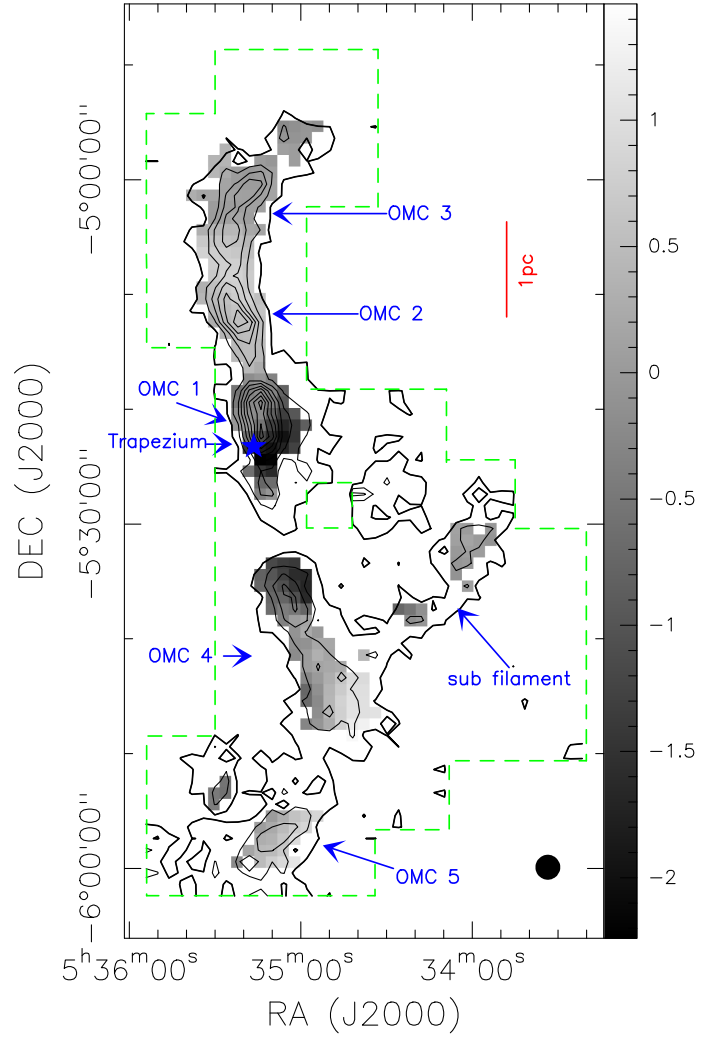 1
0.5
0
−0.5
−1
−1.5
−2
−5°00'00''
−5°30'00''
−6°00'00''
DEC (J2000)
OMC 3
1pc
OMC 2
OMC 1
Trapezium
OMC 4
sub filament
OMC 5
5ʰ36ᵐ00ˢ 35ᵐ00ˢ 34ᵐ00ˢ
RA (J2000)